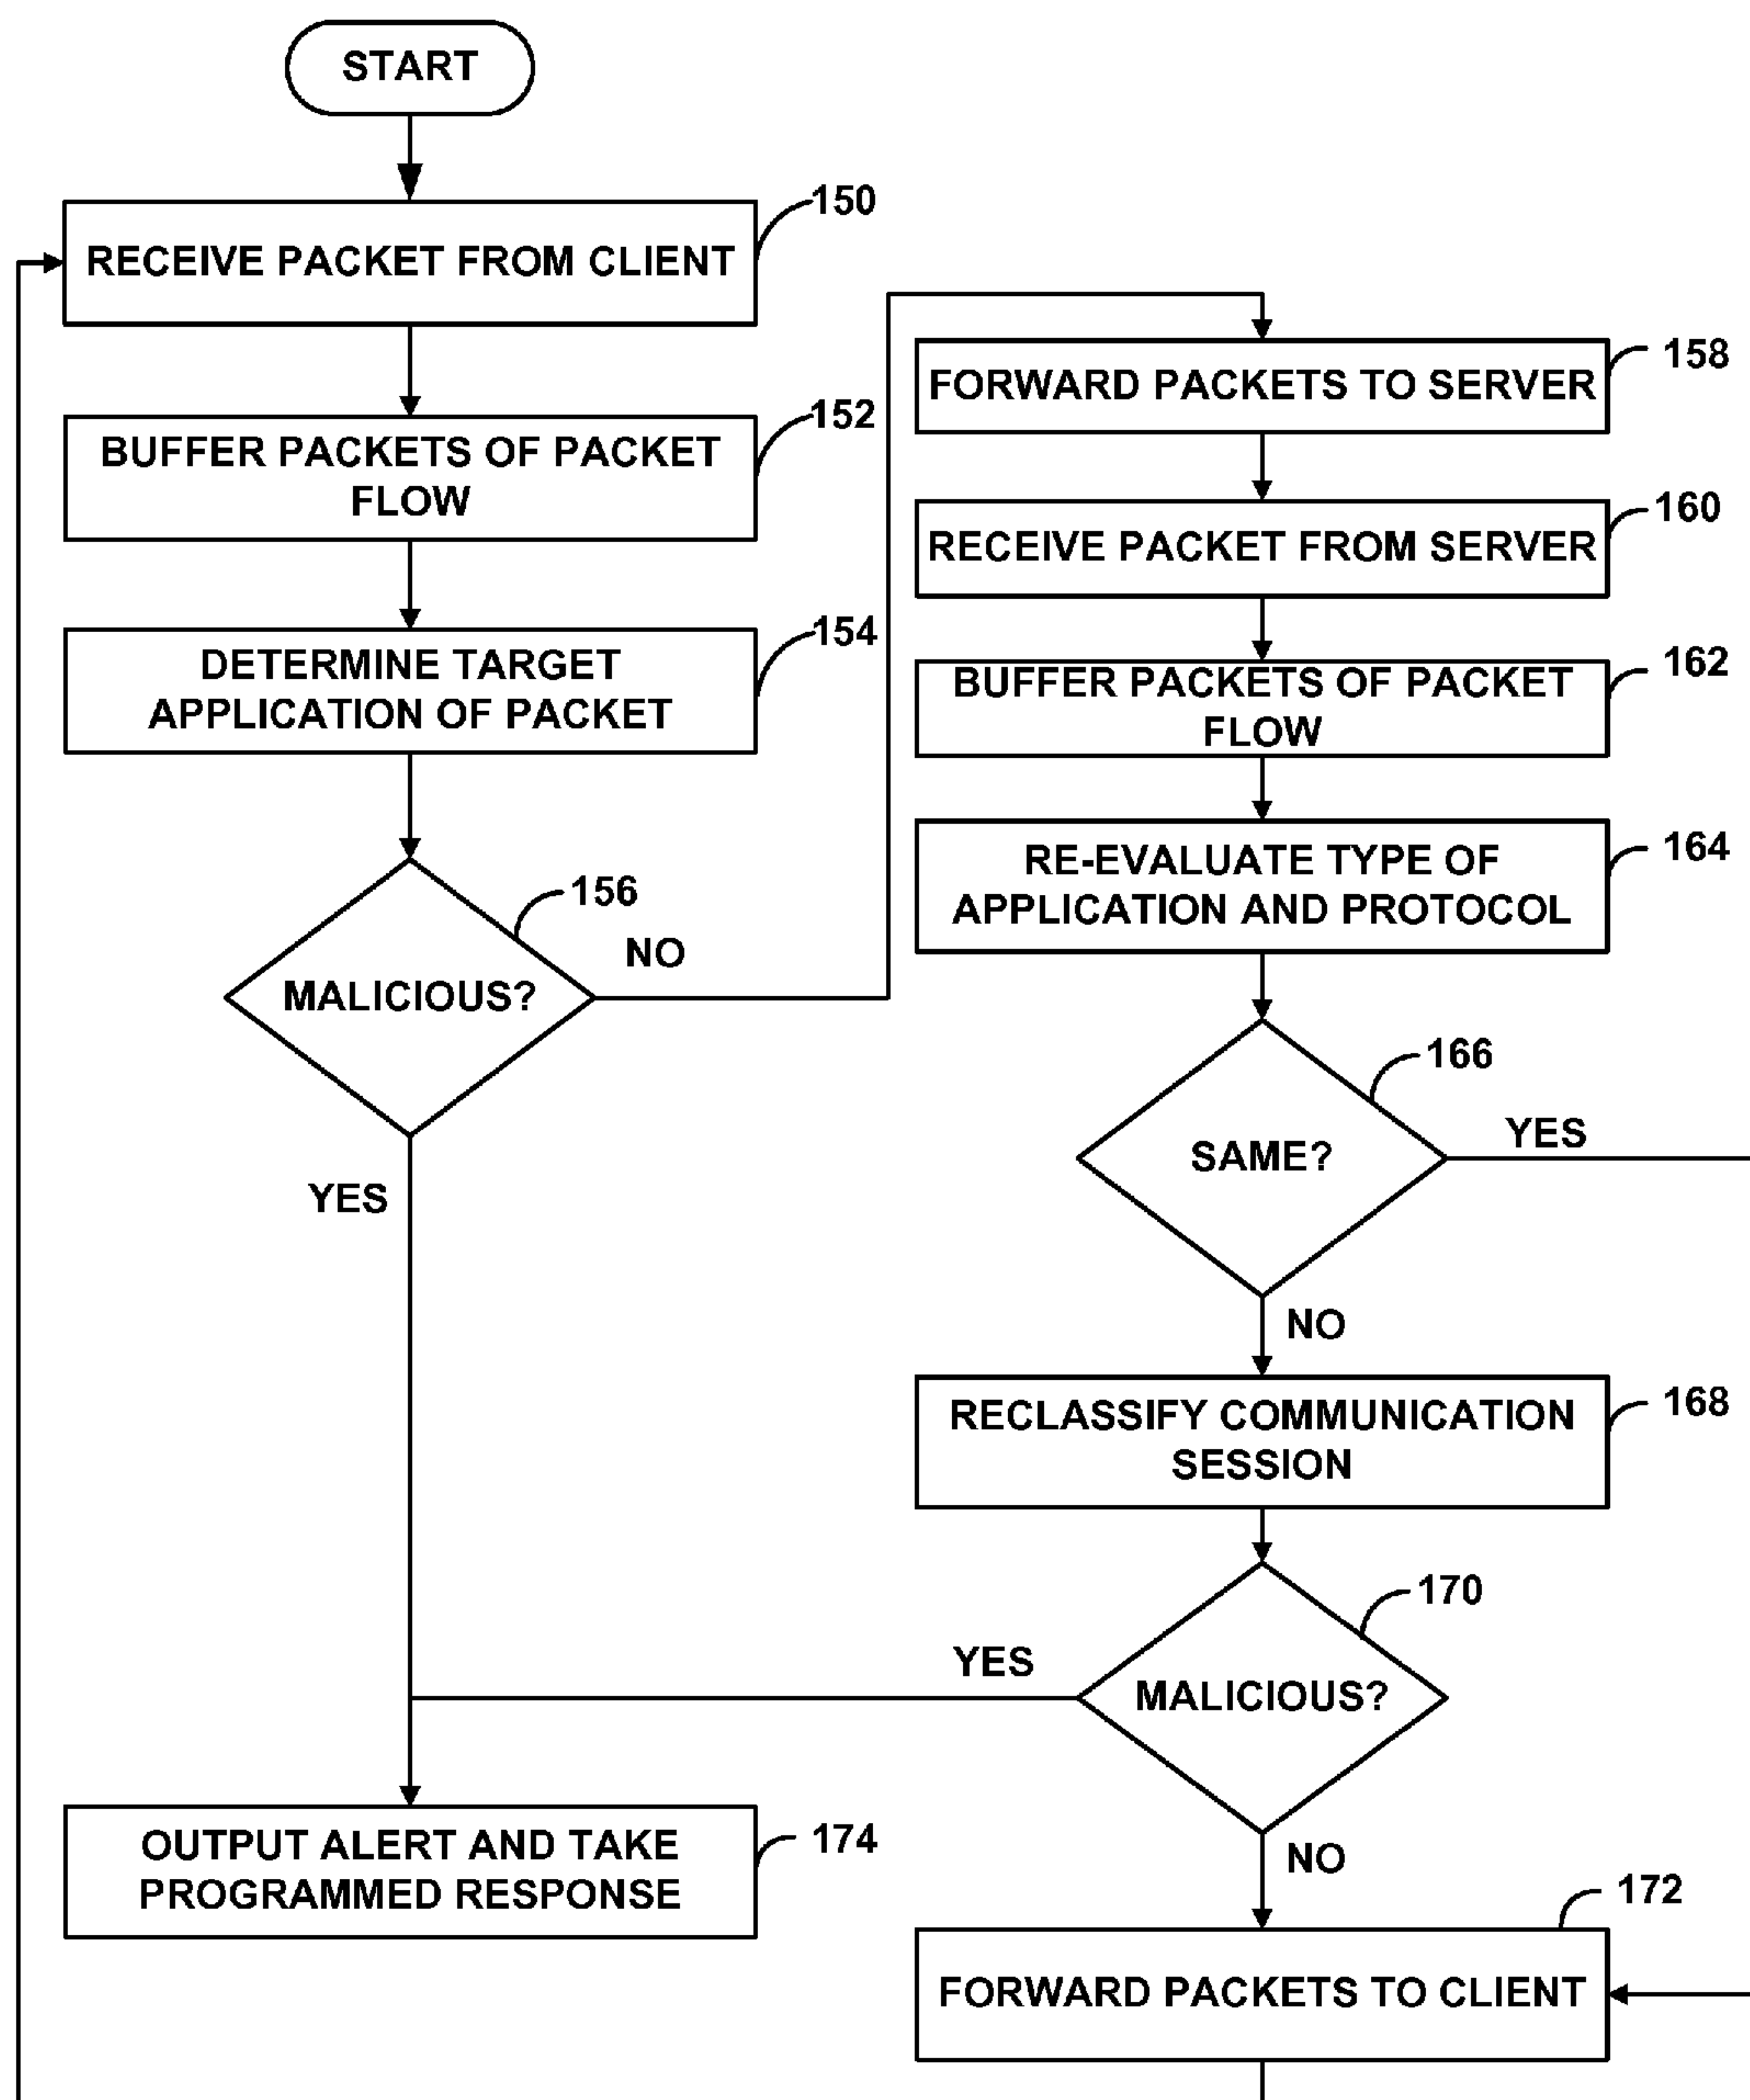 START
150
RECEIVE PACKET FROM CLIENT
152
BUFFER PACKETS OF PACKET
FLOW
154
DETERMINE TARGET
APPLICATION OF PACKET
156
MALICIOUS?
NO
YES
158
FORWARD PACKETS TO SERVER
160
RECEIVE PACKET FROM SERVER
162
BUFFER PACKETS OF PACKET
FLOW
164
RE-EVALUATE TYPE OF
APPLICATION AND PROTOCOL
166
SAME?
YES
NO
168
RECLASSIFY COMMUNICATION
SESSION
170
MALICIOUS?
YES
NO
172
FORWARD PACKETS TO CLIENT
174
OUTPUT ALERT AND TAKE
PROGRAMMED RESPONSE